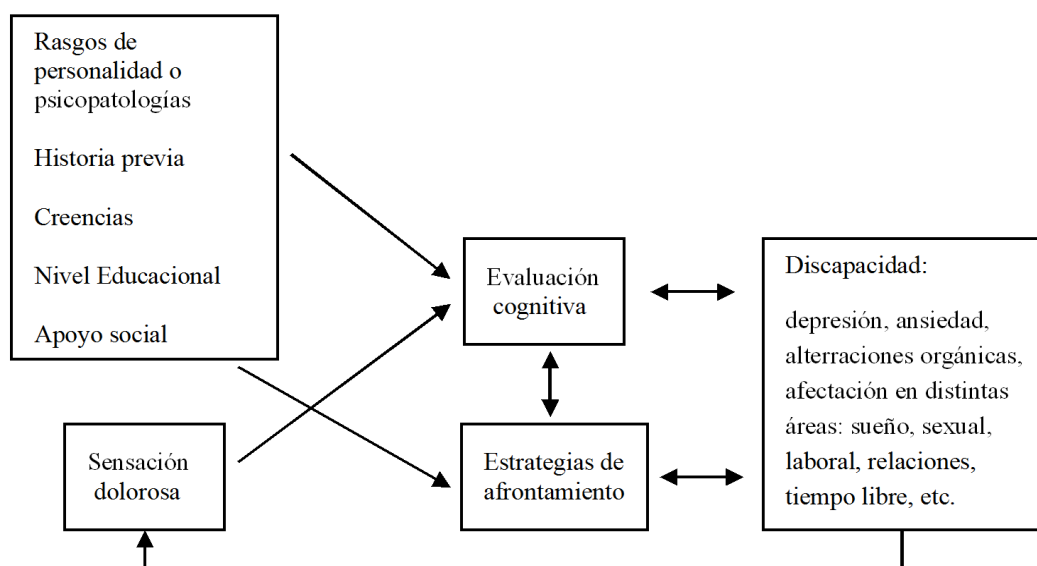 Rasgos de
personalidad o
psicopatologías
Historia previa
Creencias
Nivel Educacional
Apoyo social
Evaluación
cognitiva
Discapacidad:
depresión, ansiedad,
alterraciones orgánicas,
afectación en distintas
áreas: sueño, sexual,
laboral, relaciones,
tiempo libre, etc.
Sensación
dolorosa
Estrategias de
afrontamiento